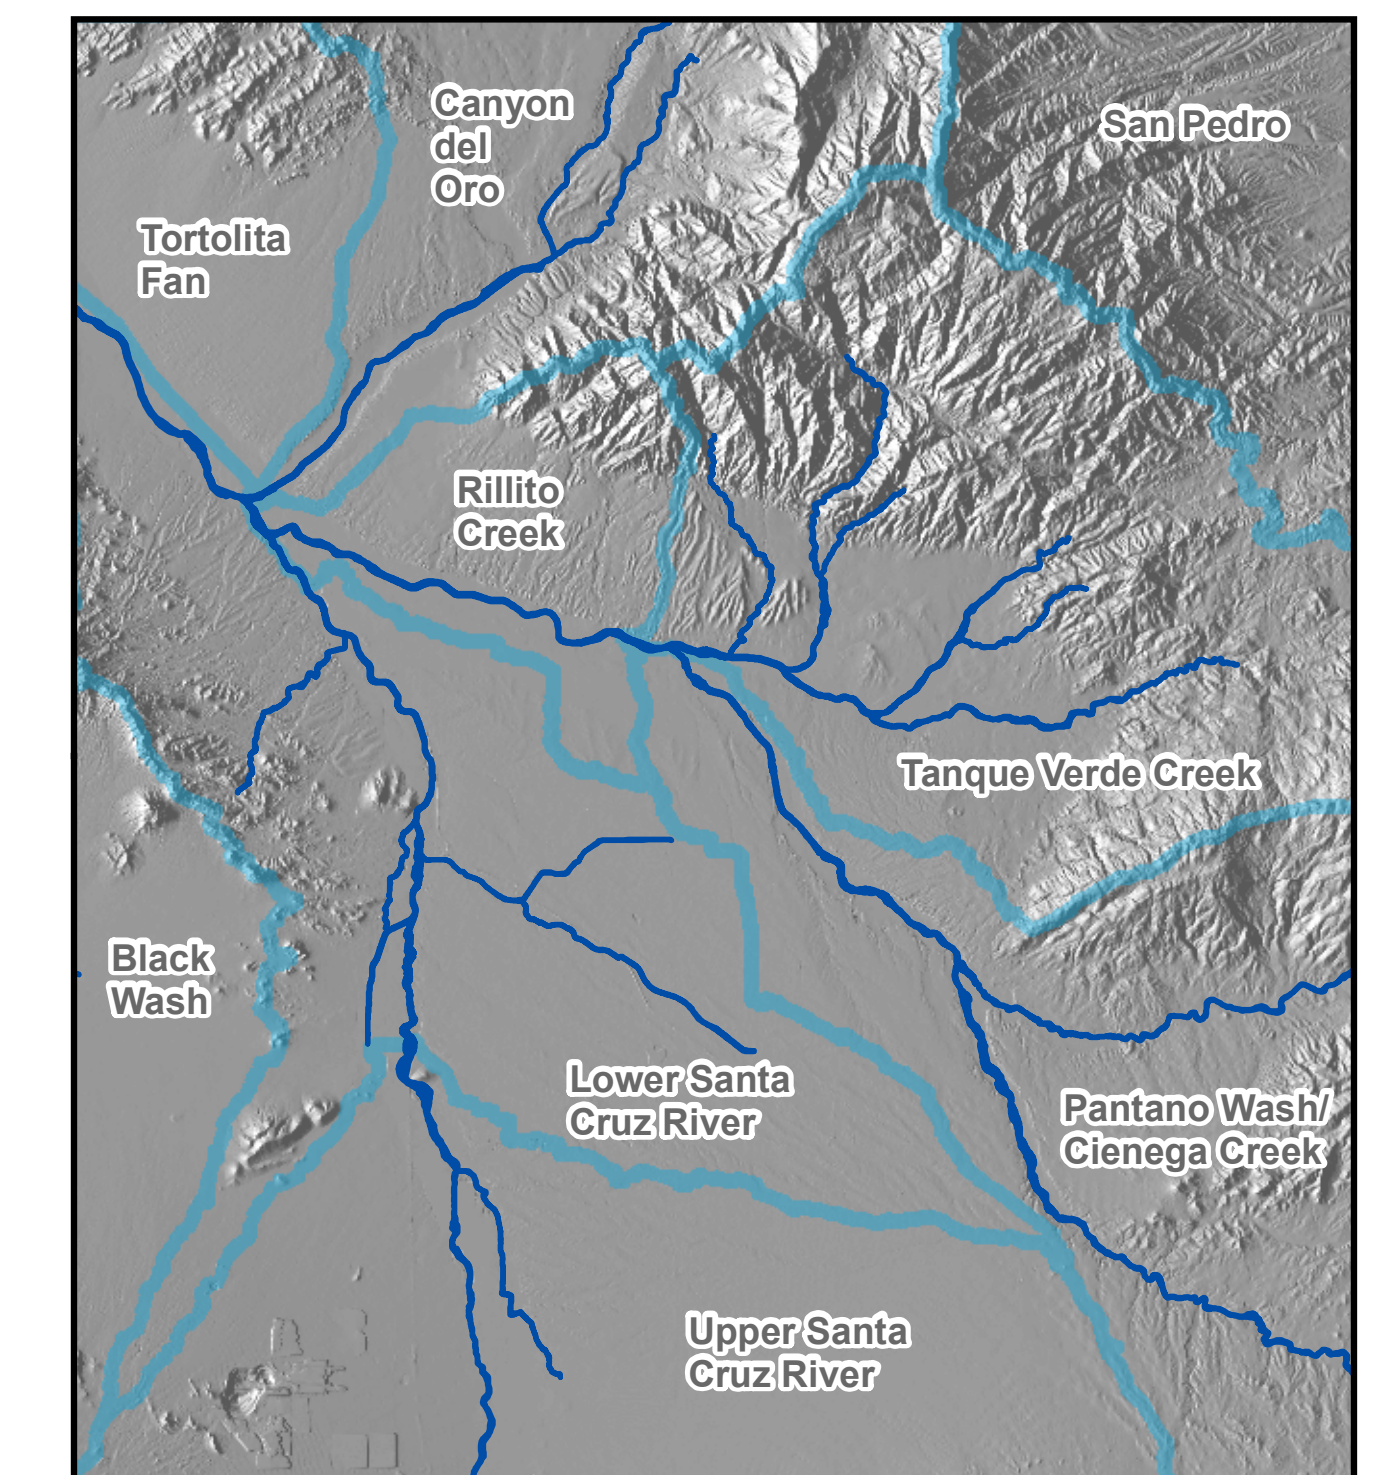 Canyon
del
Oro
San Pedro
Tortolita
Fan
Rillito
Creek
Tanque Verde Creek
Black
Wash
Lower Santa
Cruz River
Pantano Wash/
Cienega Creek
Upper Santa
Cruz River